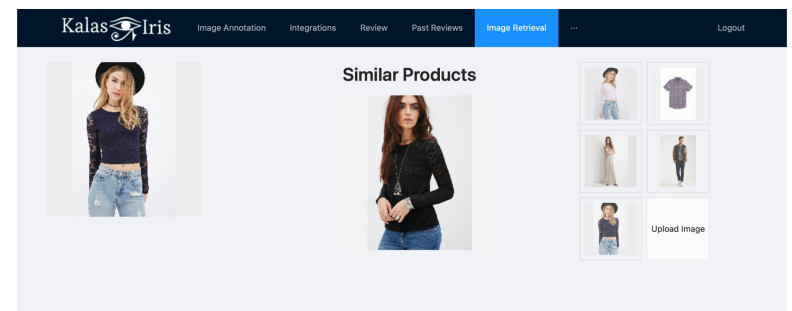 Kalas Iris
Image Annotation
Integrations
Review
Past Reviews
Image Retrieval
...
Logout
Similar Products
Upload Image